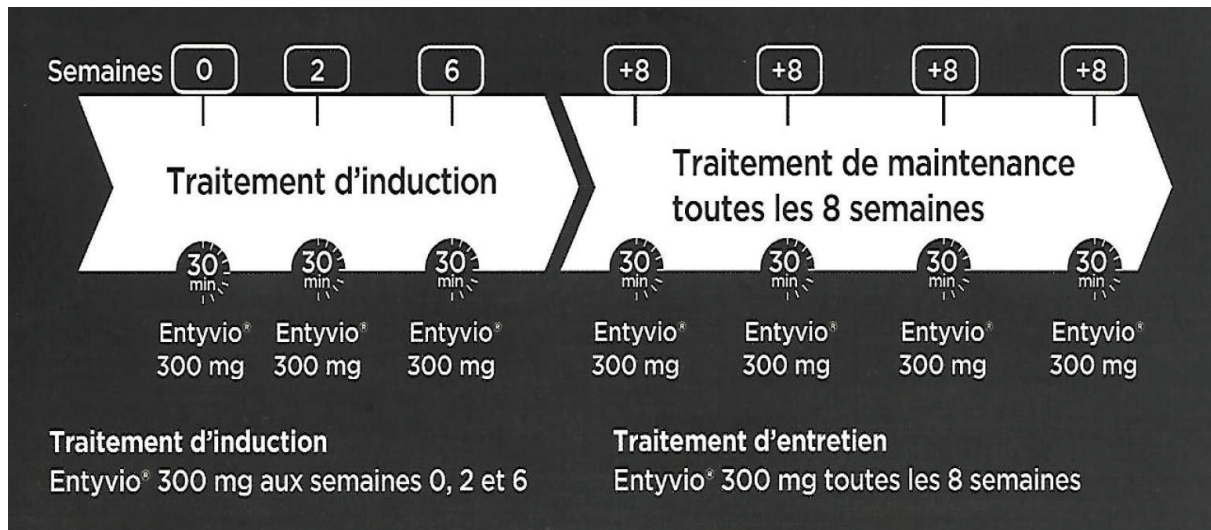 Semaines 0 2 6 +8 +8 +8 +8
Traitement d'induction
Traitement de maintenance
toutes les 8 semaines
30 30 30 30 30 30 30
min min min min min min min
Entyvio® Entyvio® Entyvio® Entyvio® Entyvio® Entyvio® Entyvio®
300 mg 300 mg 300 mg 300 mg 300 mg 300 mg 300 mg
Traitement d'induction
Entyvio® 300 mg aux semaines 0, 2 et 6
Traitement d'entretien
Entyvio® 300 mg toutes les 8 semaines